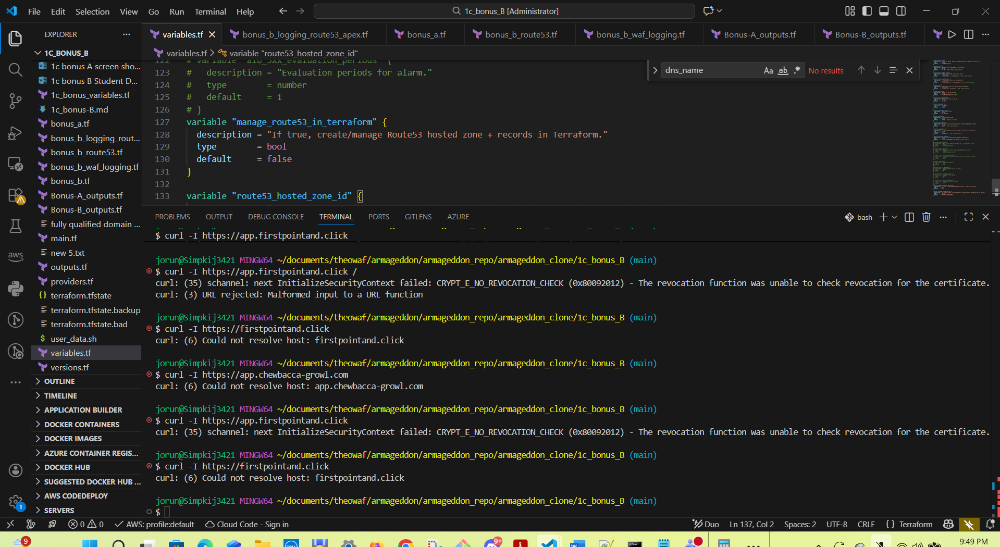 File Edit Selection View Go Run Terminal Help
1c_bonus_B [Administrator]
EXPLORER
1C_BONUS_B
1c bonus A screen sho...
1c bonus B Student D...
1c_bonus_variables.tf
1c_bonus-B.md
bonus_a.tf
bonus_b_logging_rout...
bonus_b_route53.tf
bonus_b_waf_logging.tf
bonus_b.tf
Bonus-A_outputs.tf
Bonus-B_outputs.tf
fully qualified domain ...
main.tf
new 5.txt
outputs.tf
providers.tf
terraform.tfstate
terraform.tfstate.backup
terraform.tfstate.bad
user_data.sh
variables.tf
versions.tf
OUTLINE
TIMELINE
APPLICATION BUILDER
DOCKER CONTAINERS
DOCKER IMAGES
AZURE CONTAINER REGIS...
DOCKER HUB
SUGGESTED DOCKER HUB ...
AWS CODEDEPLOY
SERVERS
aws
1
variables.tf bonus_b_logging_route53_apex.tf bonus_a.tf bonus_b_route53.tf bonus_b_waf_logging.tf Bonus-A_outputs.tf Bonus-B_outputs.tf
variables.tf > variable "route53_hosted_zone_id"
dns_name Aa ab No results
122 # variable "alb_5xx_evaluation_periods" {
123 #   description = "Evaluation periods for alarm."
124 #   type        = number
125 #   default     = 1
126 # }
127 variable "manage_route53_in_terraform" {
128   description = "If true, create/manage Route53 hosted zone + records in Terraform."
129   type        = bool
130   default     = false
131 }
132
133 variable "route53_hosted_zone_id" {
PROBLEMS OUTPUT DEBUG CONSOLE TERMINAL PORTS GITLENS AZURE
bash
$ curl -I https://app.firstpointand.click
jorun@Simpkij3421 MINGW64 ~/documents/theowaf/armageddon/armageddon_repo/armageddon_clone/1c_bonus_B (main)
$ curl -I https://app.firstpointand.click /
curl: (35) schannel: next InitializeSecurityContext failed: CRYPT_E_NO_REVOCATION_CHECK (0x80092012) - The revocation function was unable to check revocation for the certificate.
curl: (3) URL rejected: Malformed input to a URL function
jorun@Simpkij3421 MINGW64 ~/documents/theowaf/armageddon/armageddon_repo/armageddon_clone/1c_bonus_B (main)
$ curl -I https://firstpointand.click
curl: (6) Could not resolve host: firstpointand.click
jorun@Simpkij3421 MINGW64 ~/documents/theowaf/armageddon/armageddon_repo/armageddon_clone/1c_bonus_B (main)
$ curl -I https://app.chewbacca-growl.com
curl: (6) Could not resolve host: app.chewbacca-growl.com
jorun@Simpkij3421 MINGW64 ~/documents/theowaf/armageddon/armageddon_repo/armageddon_clone/1c_bonus_B (main)
$ curl -I https://app.firstpointand.click
curl: (35) schannel: next InitializeSecurityContext failed: CRYPT_E_NO_REVOCATION_CHECK (0x80092012) - The revocation function was unable to check revocation for the certificate.
jorun@Simpkij3421 MINGW64 ~/documents/theowaf/armageddon/armageddon_repo/armageddon_clone/1c_bonus_B (main)
$ curl -I https://firstpointand.click
curl: (6) Could not resolve host: firstpointand.click
jorun@Simpkij3421 MINGW64 ~/documents/theowaf/armageddon/armageddon_repo/armageddon_clone/1c_bonus_B (main)
$
0 0 AWS: profile:default Cloud Code - Sign in Duo Ln 137, Col 2 Spaces: 2 UTF-8 CRLF {} Terraform
9
9+
9:49 PM